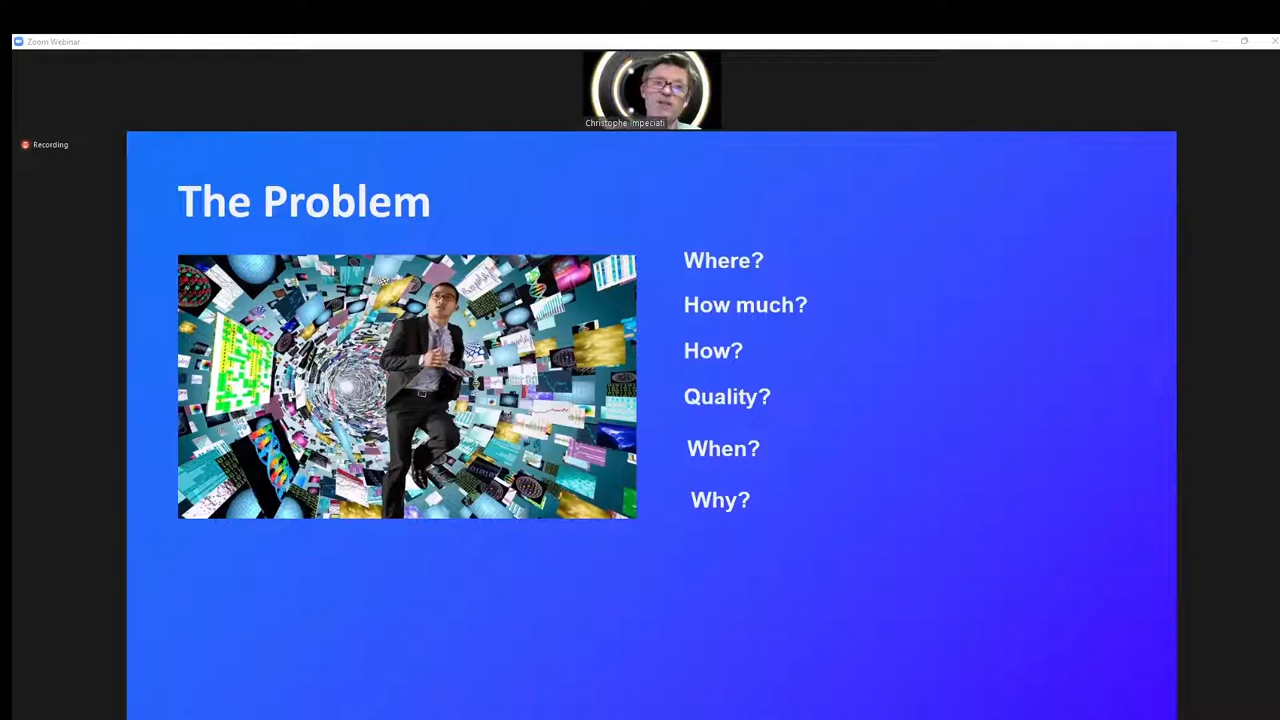 Zoom Webinar
Christophe Impeciati
Recording
The Problem
Where?
How much?
How?
Quality?
When?
Why?